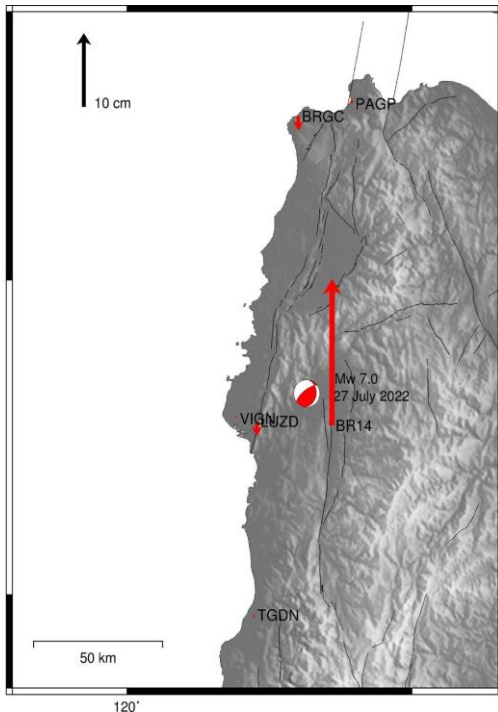 10 cm
PAGP
BRGC
Mw 7.0
27 July 2022
VIGN
LUZD
BR14
TGDN
50 km
120°